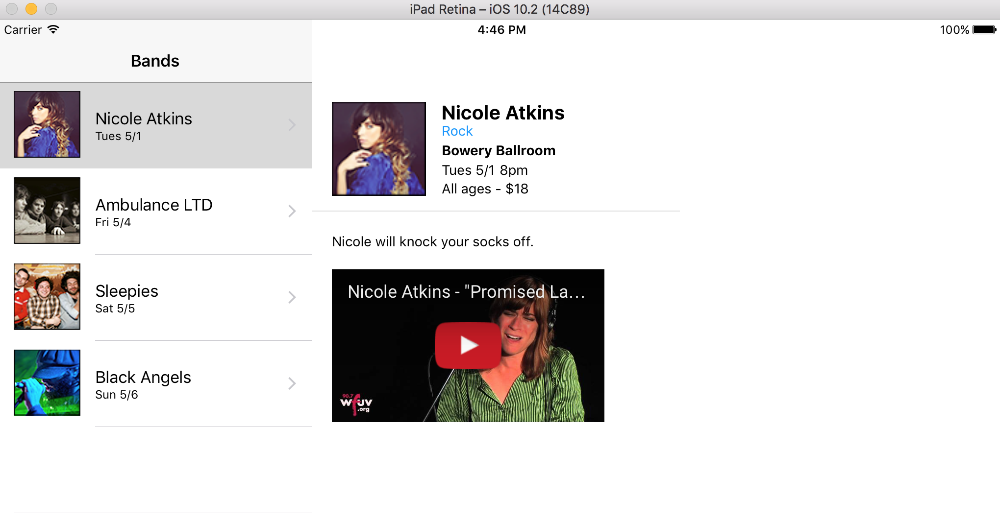 iPad Retina – iOS 10.2 (14C89)
Carrier
4:46 PM
100%
Bands
Nicole Atkins
Tues 5/1
Ambulance LTD
Fri 5/4
Sleepies
Sat 5/5
Black Angels
Sun 5/6
Nicole Atkins
Rock
Bowery Ballroom
Tues 5/1 8pm
All ages - $18
Nicole will knock your socks off.
Nicole Atkins - "Promised La...
90.7
wfuv
.org